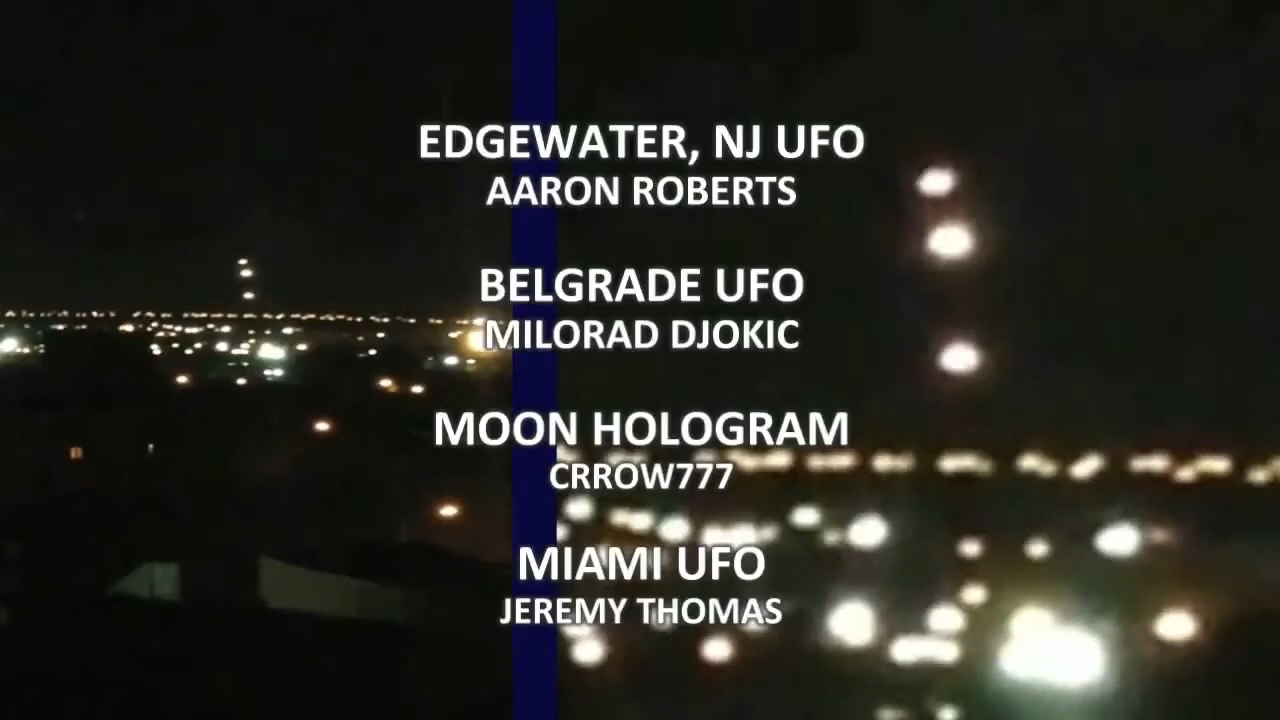 EDGEWATER, NJ UFO
AARON ROBERTS
BELGRADE UFO
MILORAD DJOKIC
MOON HOLOGRAM
CRROW777
MIAMI UFO
JEREMY THOMAS